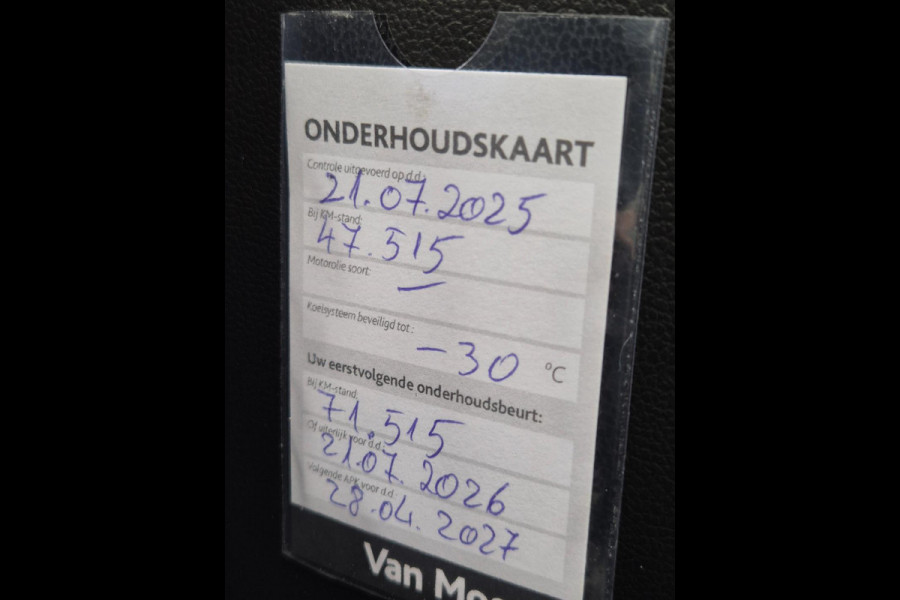 ONDERHOUDSKAART
Controle uitgevoerd op d.d.:
21.07.2025
Bij KM-stand:
47.515
Motorolie soort:
—
Koelsysteem beveiligd tot :
-30 °C
Uw eerstvolgende onderhoudsbeurt:
Bij KM-stand:
71.515
Of uiterlijk voor d.d.:
21.07.2026
Volgende APK voor d.d.:
28.04.2027
Van